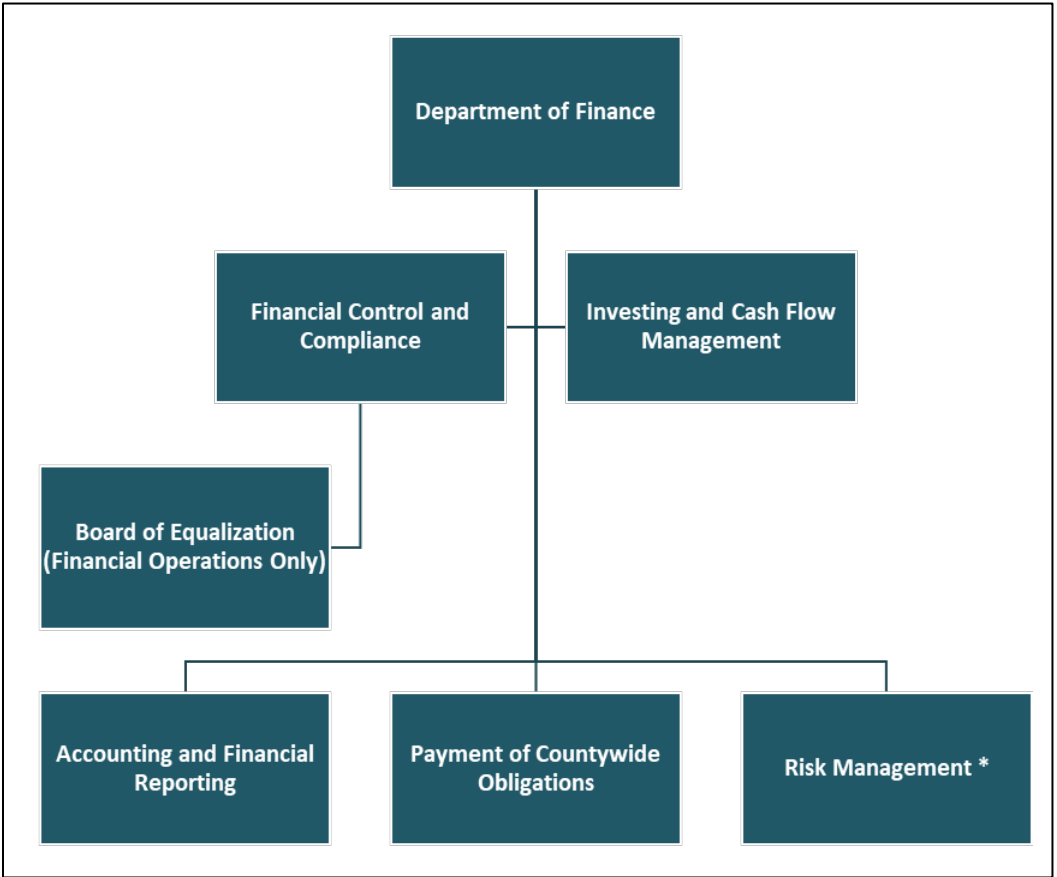 Department of Finance
Financial Control and
Compliance
Investing and Cash Flow
Management
Board of Equalization
(Financial Operations Only)
Accounting and Financial
Reporting
Payment of Countywide
Obligations
Risk Management *